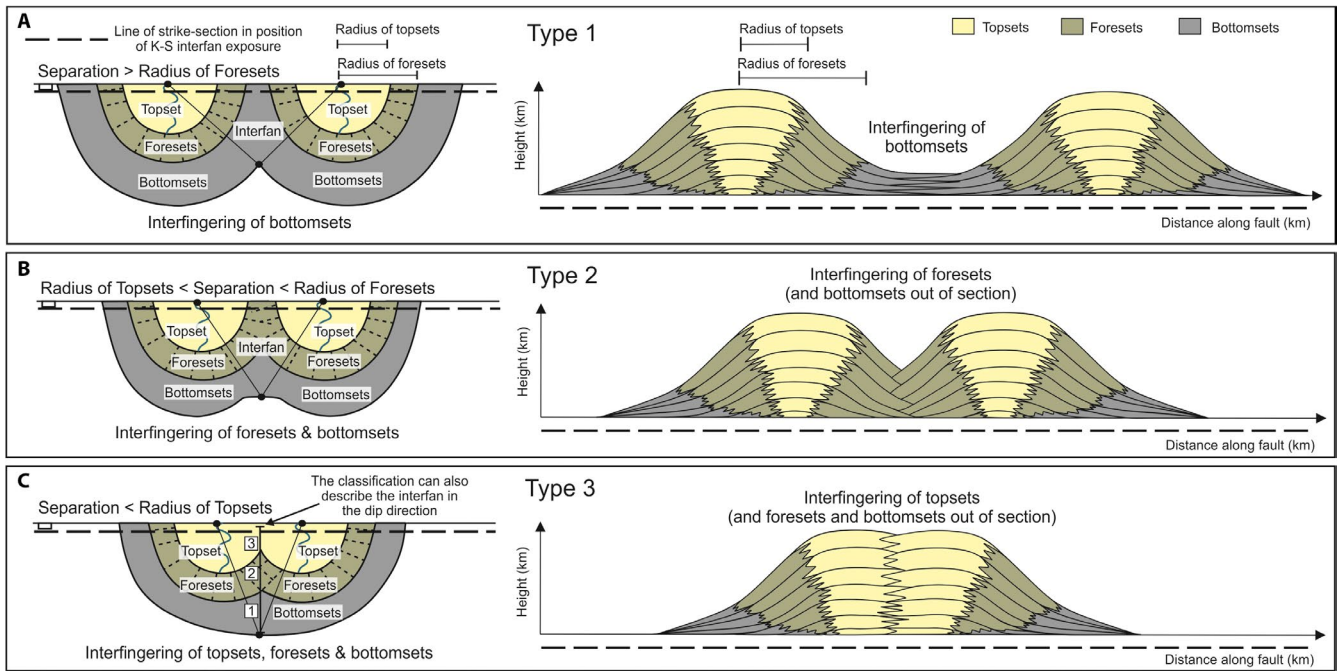 A
Line of strike-section in position
of K-S interfan exposure
Radius of topsets
Separation > Radius of Foresets
Radius of foresets
Topset
Topset
Interfan
Foresets
Foresets
Bottomsets
Bottomsets
Interfingering of bottomsets
Type 1
Radius of topsets
Radius of foresets
Topsets
Foresets
Bottomsets
Height (km)
Interfingering of
bottomsets
Distance along fault (km)
B
Radius of Topsets < Separation < Radius of Foresets
Topset
Topset
Interfan
Foresets
Foresets
Bottomsets
Bottomsets
Interfingering of foresets & bottomsets
Type 2
Interfingering of foresets
(and bottomsets out of section)
Height (km)
Distance along fault (km)
C
The classification can also
describe the interfan in
the dip direction
Separation < Radius of Topsets
3
Topset
Topset
2
Foresets
Foresets
1
Bottomsets
Interfingering of topsets, foresets & bottomsets
Type 3
Interfingering of topsets
(and foresets and bottomsets out of section)
Height (km)
Distance along fault (km)